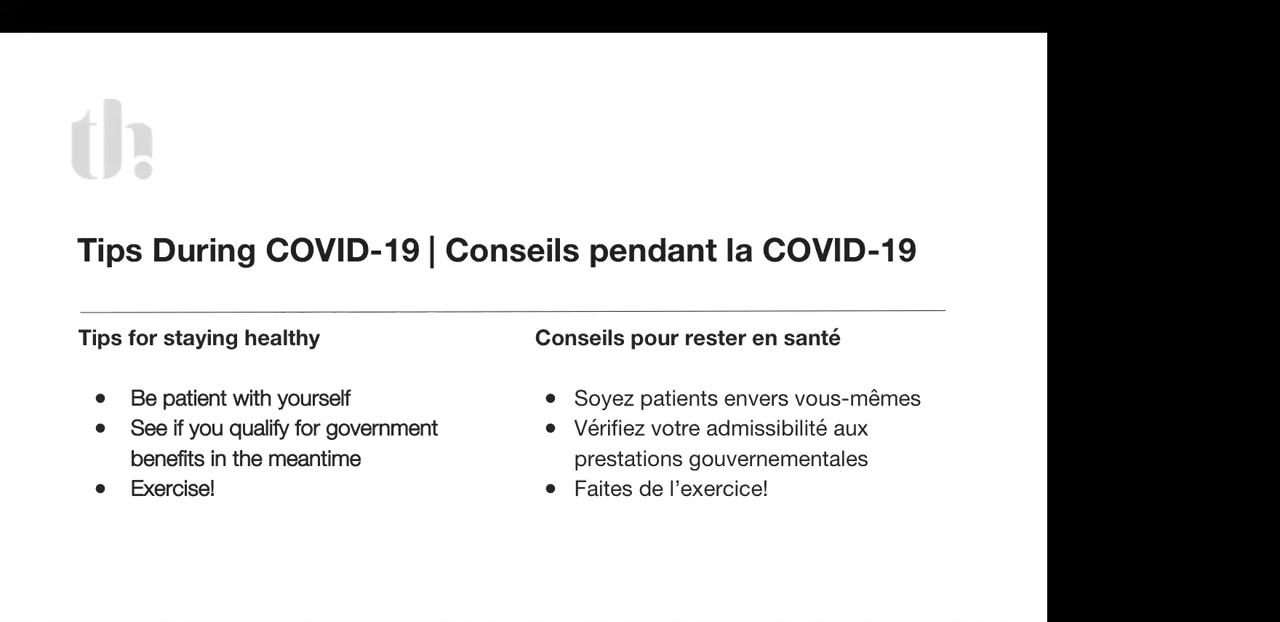 th.
Tips During COVID-19 | Conseils pendant la COVID-19
Tips for staying healthy
Be patient with yourself
See if you qualify for government
benefits in the meantime
Exercise!
Conseils pour rester en santé
Soyez patients envers vous-mêmes
Vérifiez votre admissibilité aux
prestations gouvernementales
Faites de l’exercice!